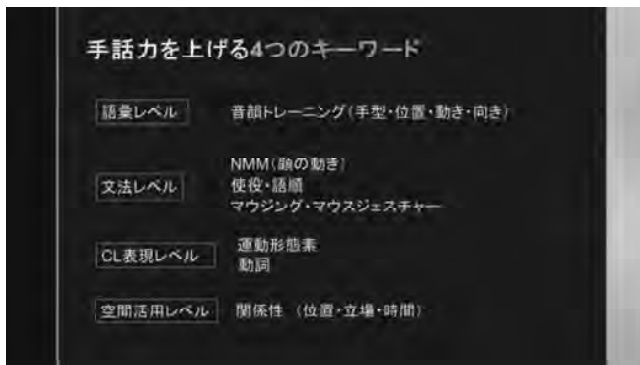 手話力を上げる4つのキーワード
語彙レベル 音韻トレーニング(手型・位置・動き・向き)
NMM(顔の動き)
文法レベル 使役・語順
マウジング・マウスジェスチャー
CL表現レベル 運動形態素
動詞
空間活用レベル 関係性 (位置・立場・時間)